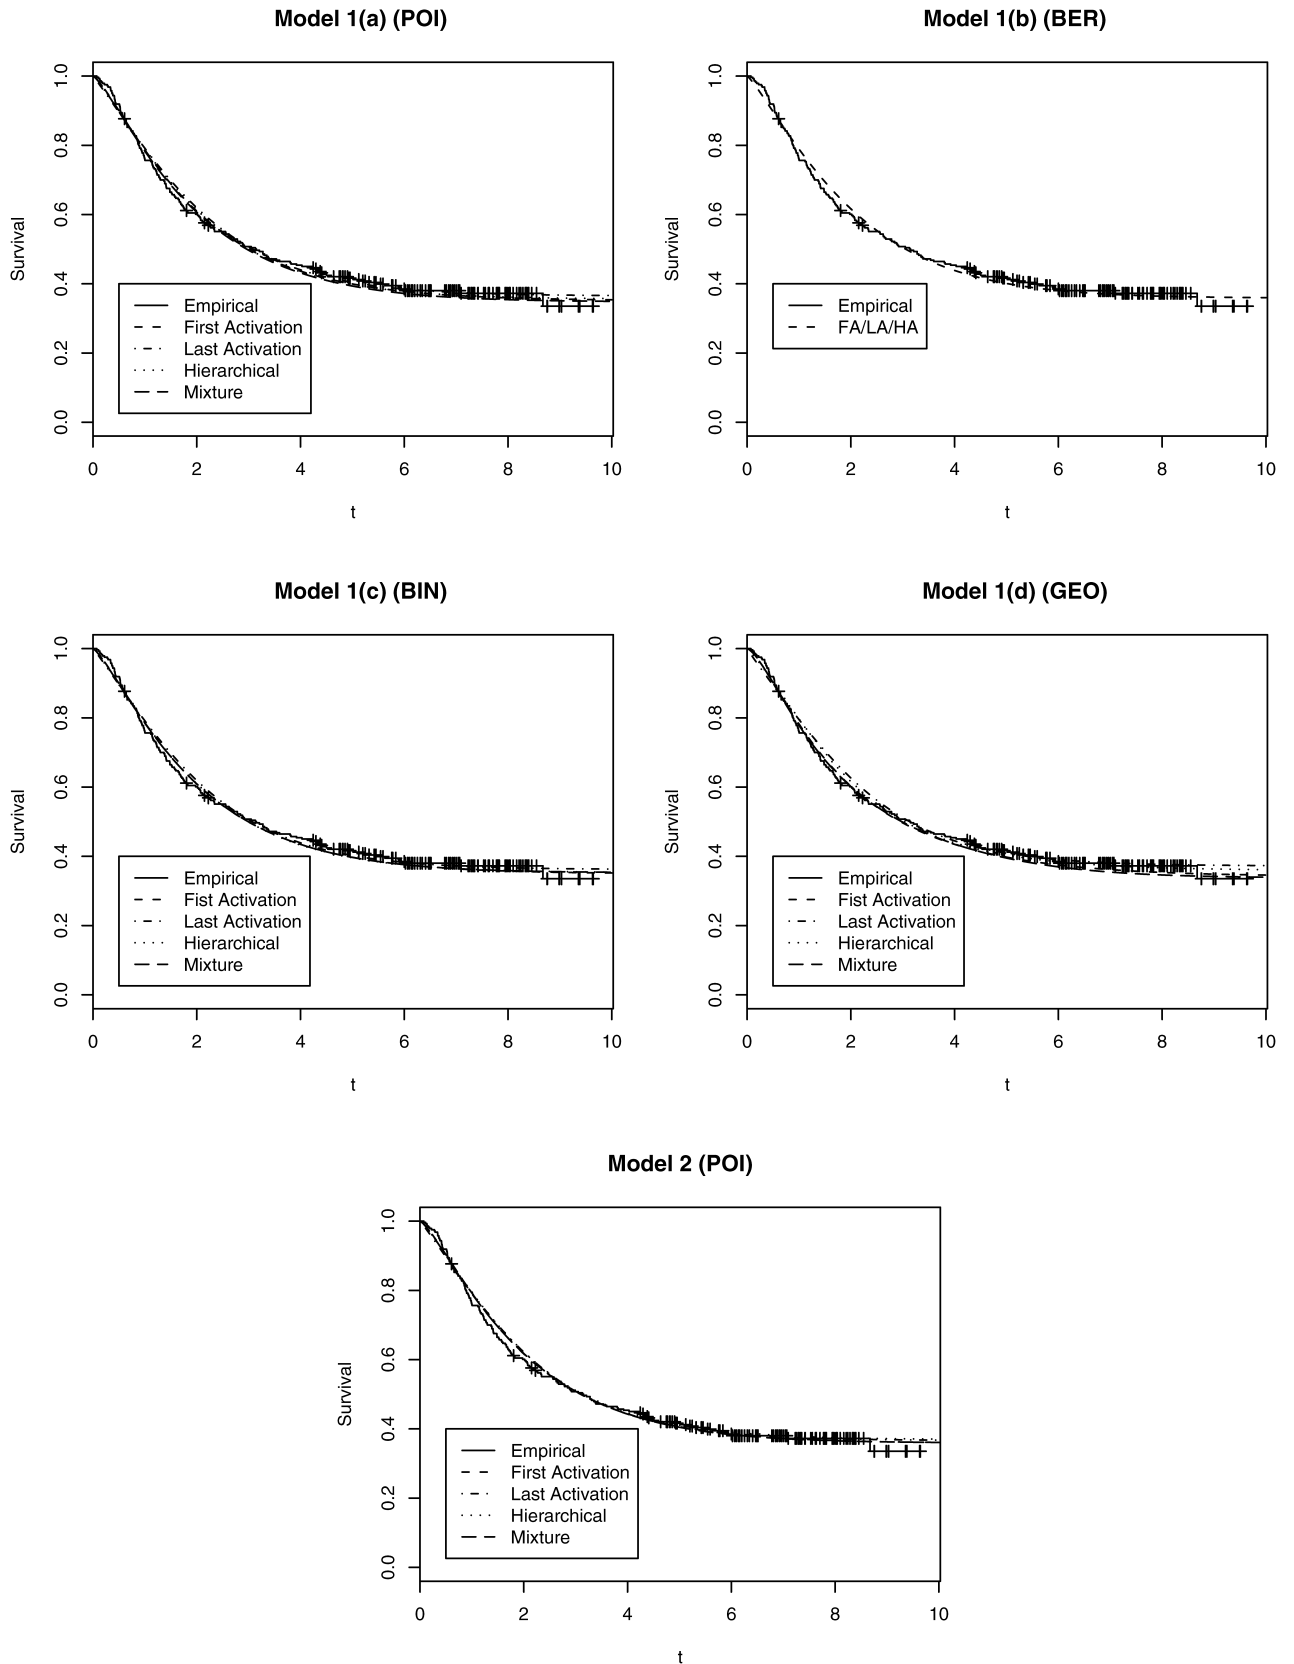 Model 1(a) (POI)
Survival
1.0
0.8
0.6
0.4
0.2
0.0
Empirical
First Activation
Last Activation
Hierarchical
Mixture
0 2 4 6 8 10
t
Model 1(b) (BER)
Survival
1.0
0.8
0.6
0.4
0.2
0.0
Empirical
FA/LA/HA
0 2 4 6 8 10
t
Model 1(c) (BIN)
Survival
1.0
0.8
0.6
0.4
0.2
0.0
Empirical
Fist Activation
Last Activation
Hierarchical
Mixture
0 2 4 6 8 10
t
Model 1(d) (GEO)
Survival
1.0
0.8
0.6
0.4
0.2
0.0
Empirical
Fist Activation
Last Activation
Hierarchical
Mixture
0 2 4 6 8 10
t
Model 2 (POI)
Survival
1.0
0.8
0.6
0.4
0.2
0.0
Empirical
First Activation
Last Activation
Hierarchical
Mixture
0 2 4 6 8 10
t